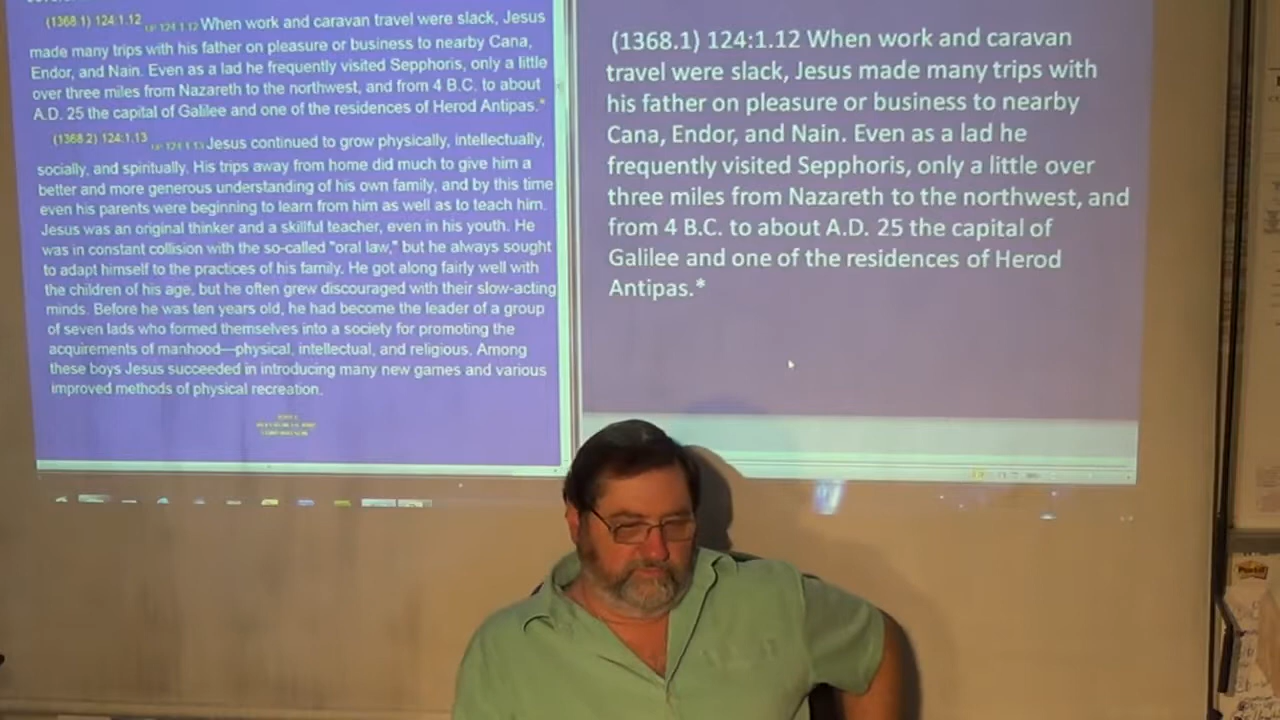 (1368.1) 124:1.12 When work and caravan travel were slack, Jesus
made many trips with his father on pleasure or business to nearby Cana,
Endor, and Nain. Even as a lad he frequently visited Sepphoris, only a little
over three miles from Nazareth to the northwest, and from 4 B.C. to about
A.D. 25 the capital of Galilee and one of the residences of Herod Antipas.*
(1368.2) 124:1.13 Jesus continued to grow physically, intellectually,
socially, and spiritually. His trips away from home did much to give him a
better and more generous understanding of his own family, and by this time
even his parents were beginning to learn from him as well as to teach him.
Jesus was an original thinker and a skillful teacher, even in his youth. He
was in constant collision with the so-called "oral law," but he always sought
to adapt himself to the practices of his family. He got along fairly well with
the children of his age, but he often grew discouraged with their slow-acting
minds. Before he was ten years old, he had become the leader of a group
of seven lads who formed themselves into a society for promoting the
acquirements of manhood—physical, intellectual, and religious. Among
these boys Jesus succeeded in introducing many new games and various
improved methods of physical recreation.
(1368.1) 124:1.12 When work and caravan
travel were slack, Jesus made many trips with
his father on pleasure or business to nearby
Cana, Endor, and Nain. Even as a lad he
frequently visited Sepphoris, only a little over
three miles from Nazareth to the northwest, and
from 4 B.C. to about A.D. 25 the capital of
Galilee and one of the residences of Herod
Antipas.*